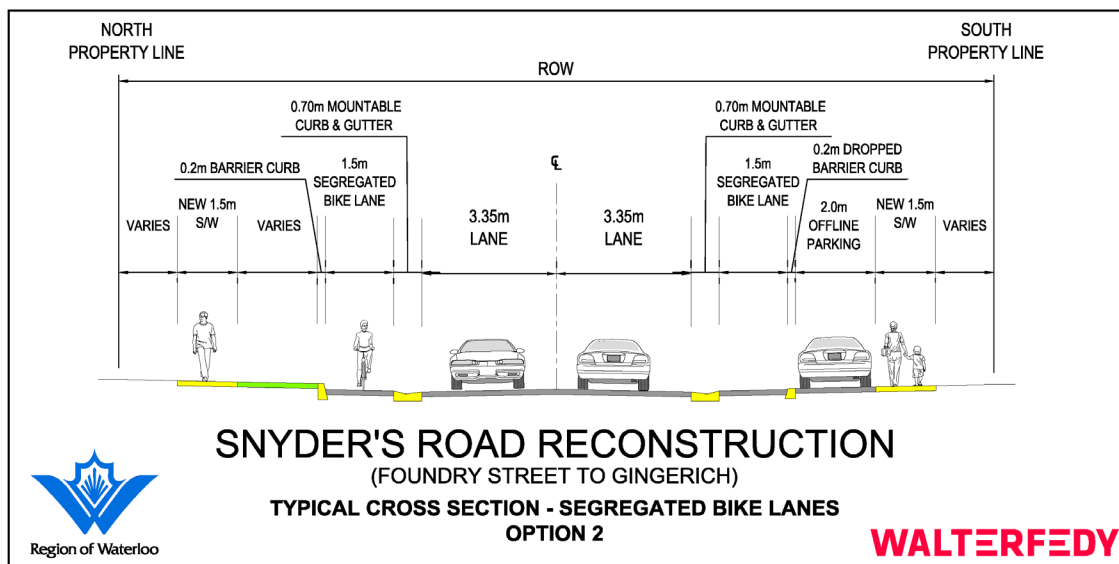 NORTH
PROPERTY LINE
SOUTH
PROPERTY LINE
ROW
0.70m MOUNTABLE
CURB & GUTTER
0.70m MOUNTABLE
CURB & GUTTER
0.2m BARRIER CURB
1.5m
SEGREGATED
BIKE LANE
℄
1.5m
SEGREGATED
BIKE LANE
0.2m DROPPED
BARRIER CURB
VARIES
NEW 1.5m
S/W
VARIES
3.35m
LANE
3.35m
LANE
2.0m
OFFLINE
PARKING
NEW 1.5m
S/W
VARIES
SNYDER'S ROAD RECONSTRUCTION
(FOUNDRY STREET TO GINGERICH)
TYPICAL CROSS SECTION - SEGREGATED BIKE LANES
OPTION 2
Region of Waterloo
WALTERFEDY